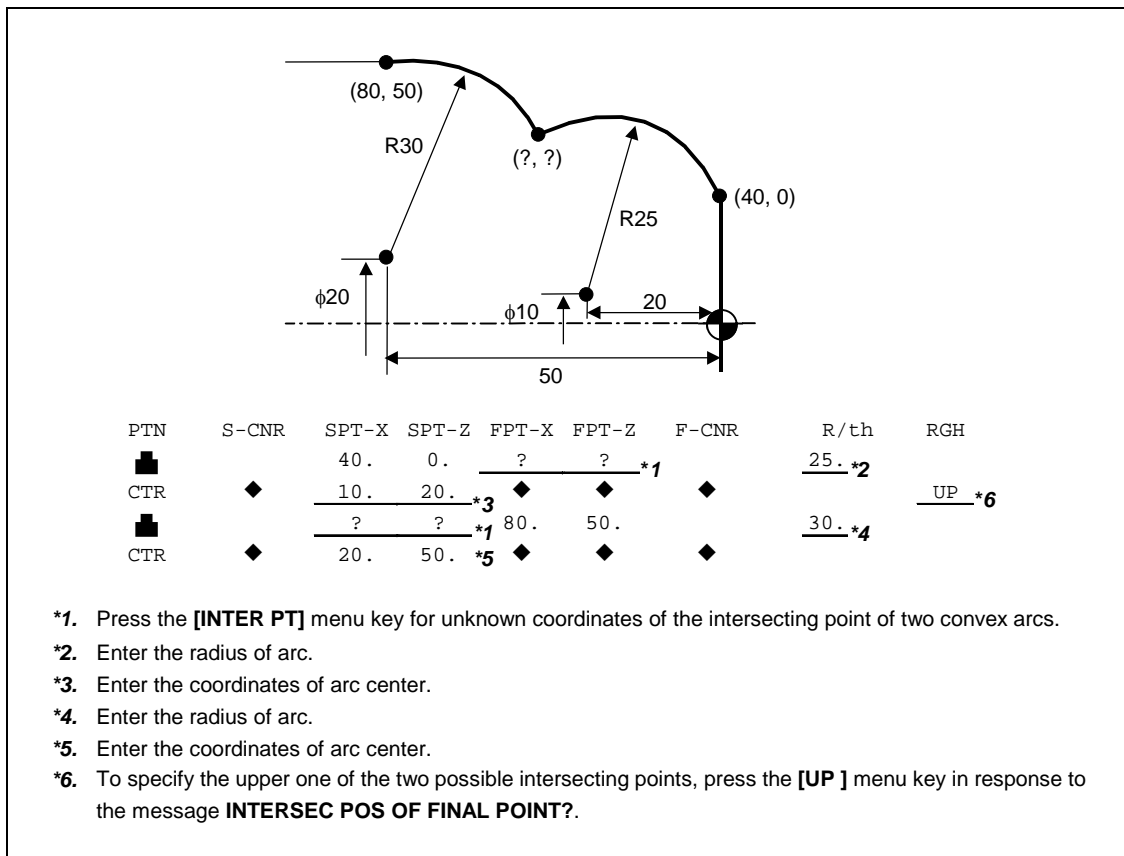 (80, 50)
R30
(?, ?)
(40, 0)
R25
ϕ20
ϕ10
20
50
PTN S-CNR SPT-X SPT-Z FPT-X FPT-Z F-CNR R/th RGH
40. 0. ? ? *1 25. *2
CTR ◆ 10. 20. *3 ◆ ◆ ◆ UP *6
? ? *1 80. 50. 30. *4
CTR ◆ 20. 50. *5 ◆ ◆ ◆
*1. Press the [INTER PT] menu key for unknown coordinates of the intersecting point of two convex arcs.
*2. Enter the radius of arc.
*3. Enter the coordinates of arc center.
*4. Enter the radius of arc.
*5. Enter the coordinates of arc center.
*6. To specify the upper one of the two possible intersecting points, press the [UP ] menu key in response to
the message INTERSEC POS OF FINAL POINT?.